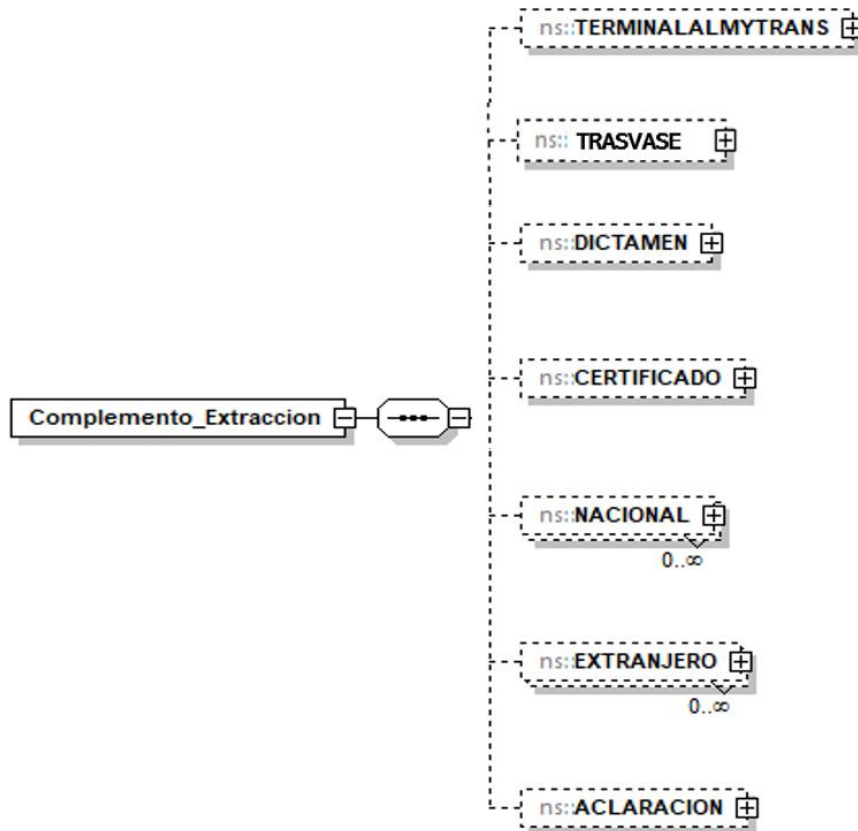 ns::TERMINALALMYTRANS
ns:: TRASVASE
ns::DICTAMEN
ns::CERTIFICADO
Complemento_Extraccion
ns::NACIONAL
0..∞
ns::EXTRANJERO
0..∞
ns::ACLARACION